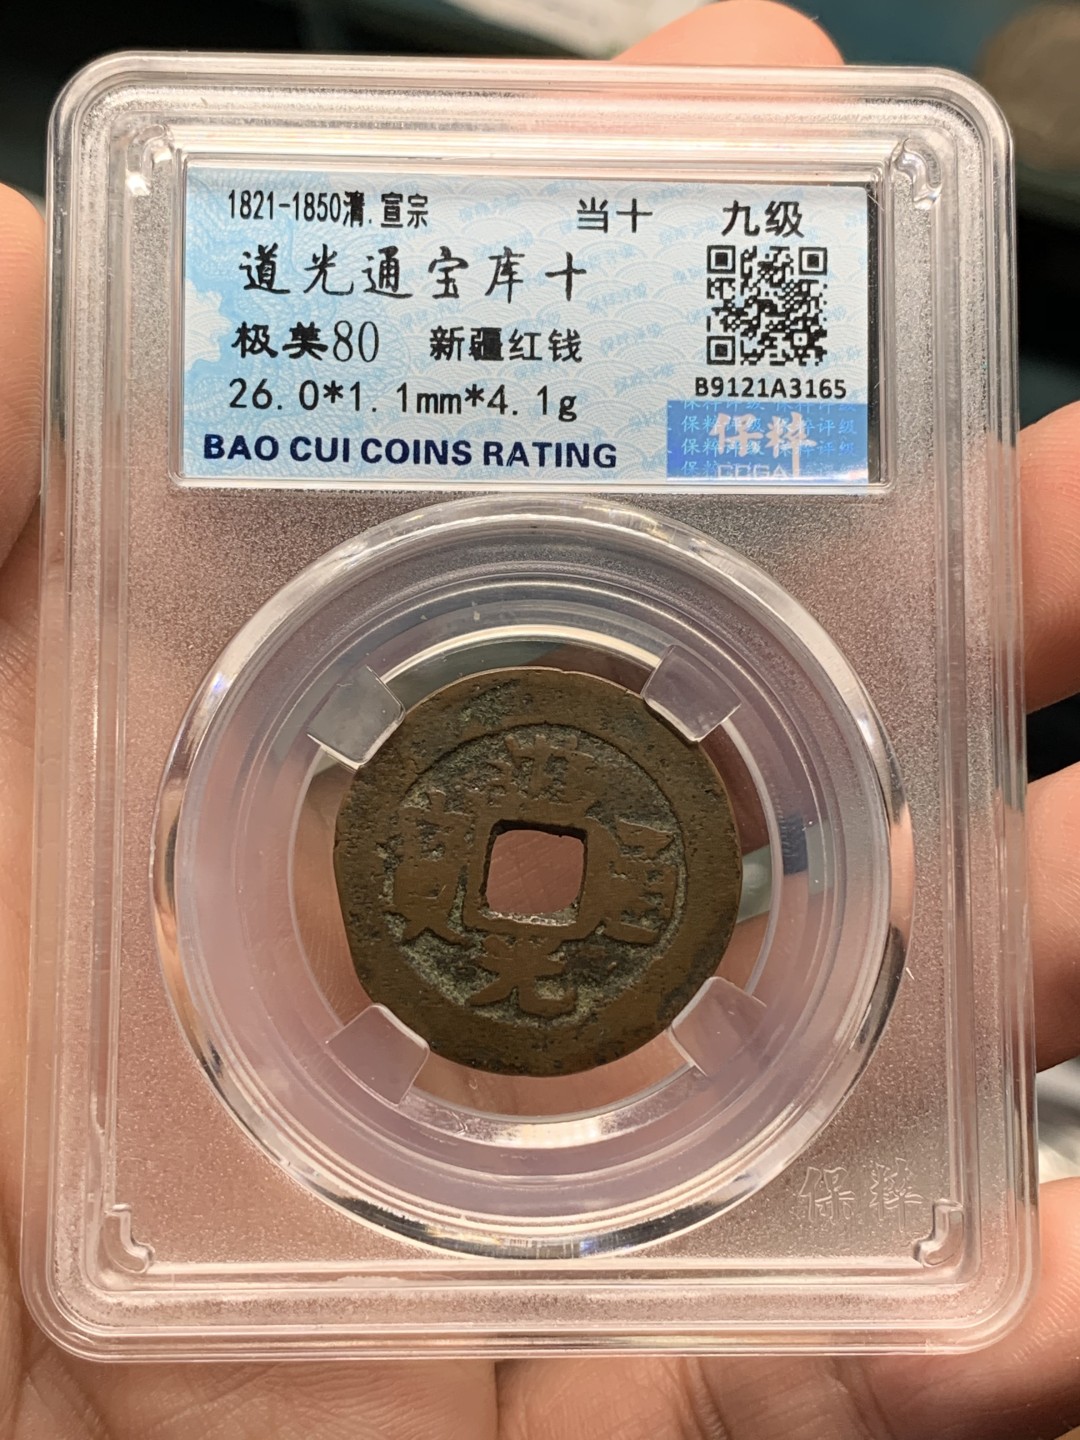 1821-1850清.宣宗 当十 九级
道光通宝库十
极美80 新疆红钱
26.0*1.1mm*4.1g
B9121A3165
BAO CUI COINS RATING
保粹
CCGA
道
寶 通
光
保粹